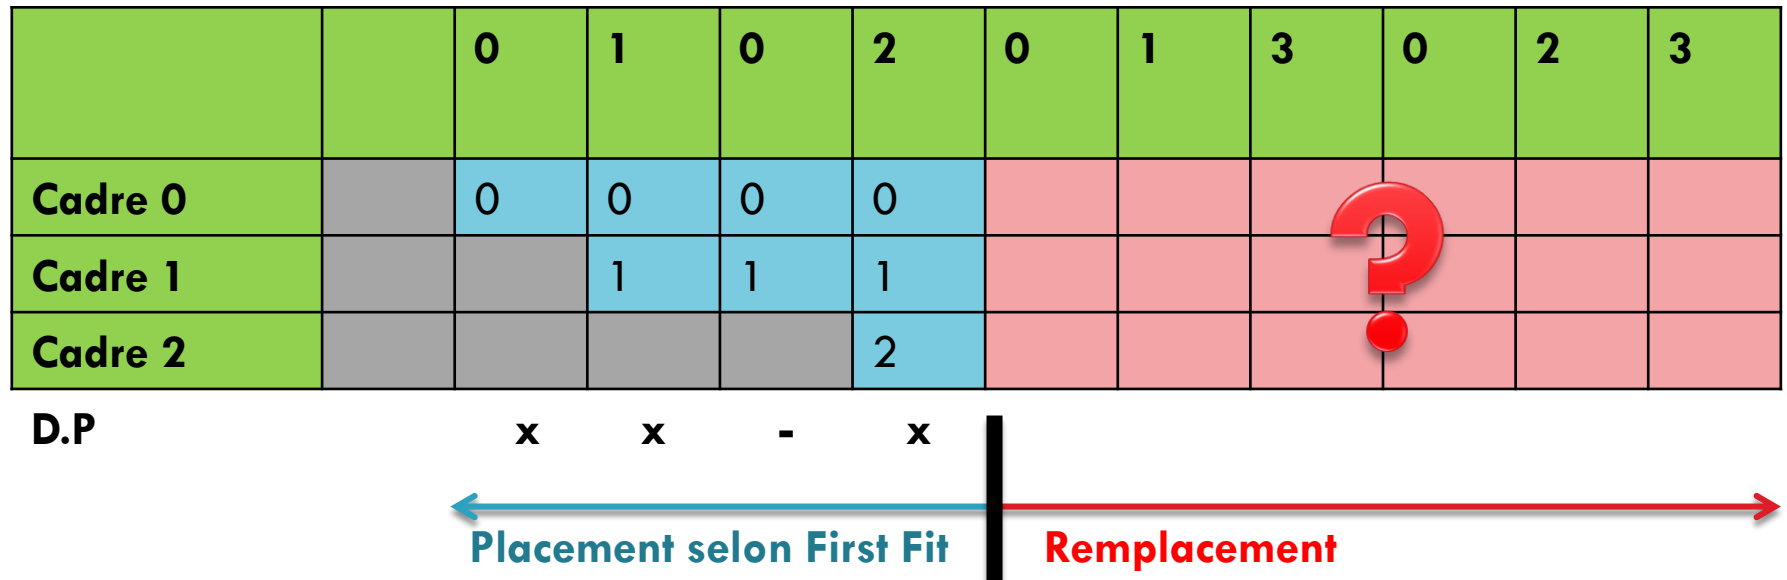 0 1 0 2 0 1 3 0 2 3
Cadre 0 0 0 0 0
Cadre 1 1 1 1
Cadre 2 2
?
D.P x x - x
Placement selon First Fit Remplacement